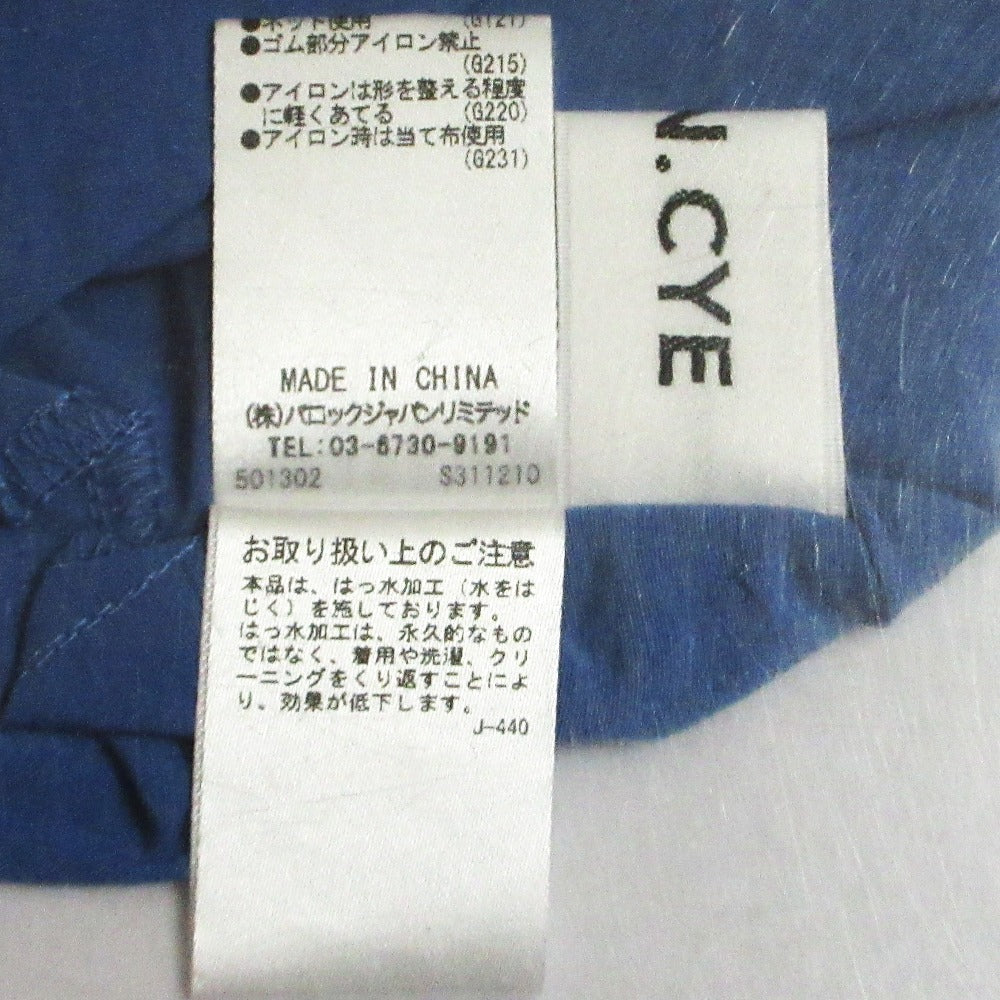 ●ネット使用
(G121)
●ゴム部分アイロン禁止
(G215)
●アイロンは形を整える程度
に軽くあてる (G220)
●アイロン時は当て布使用
(G231)
MADE IN CHINA
(株)バロックジャパンリミテッド
TEL:03-6730-9191
501302 S311210
お取り扱い上のご注意
本品は、はっ水加工（水をは
じく）を施しております。
はっ水加工は、永久的なもの
ではなく、着用や洗濯、クリ
ーニングをくり返すことによ
り、効果が低下します。
J-440
N.CYE